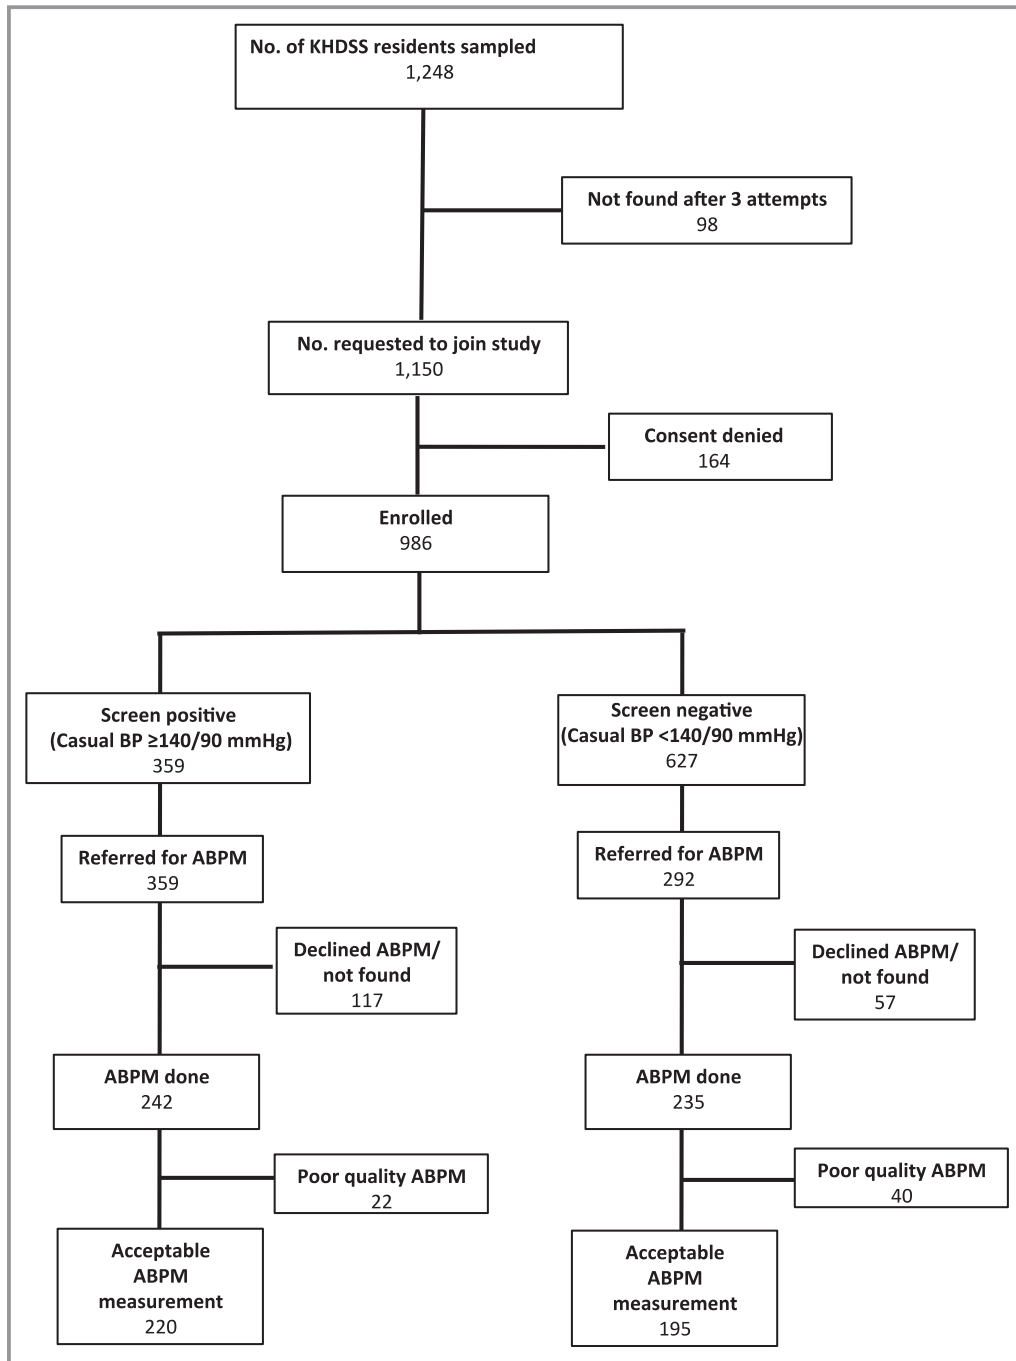 No. of KHDSS residents sampled
1,248
Not found after 3 attempts
98
No. requested to join study
1,150
Consent denied
164
Enrolled
986
Screen positive
(Casual BP ≥140/90 mmHg)
359
Screen negative
(Casual BP <140/90 mmHg)
627
Referred for ABPM
359
Referred for ABPM
292
Declined ABPM/
not found
117
Declined ABPM/
not found
57
ABPM done
242
ABPM done
235
Poor quality ABPM
22
Poor quality ABPM
40
Acceptable
ABPM
measurement
220
Acceptable
ABPM
measurement
195